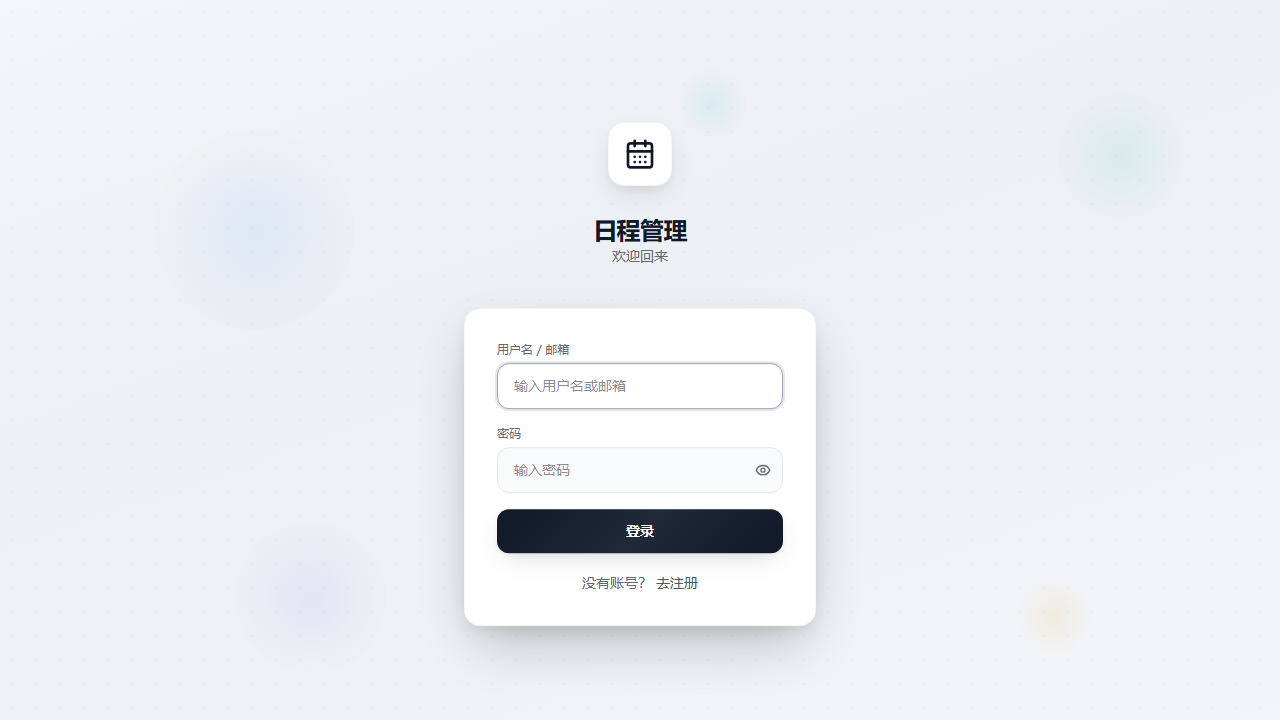 日程管理
欢迎回来
用户名 / 邮箱
输入用户名或邮箱
密码
输入密码
登录
没有账号？ 去注册